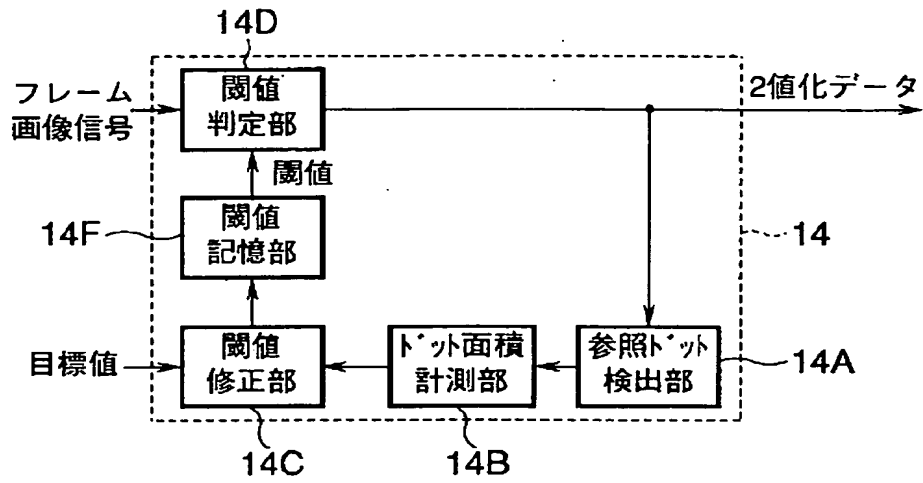 14D
フレーム
画像信号
閾値
判定部
2値化データ
閾値
14F
閾値
記憶部
14
目標値
閾値
修正部
ドット面積
計測部
参照ドット
検出部
14A
14C
14B